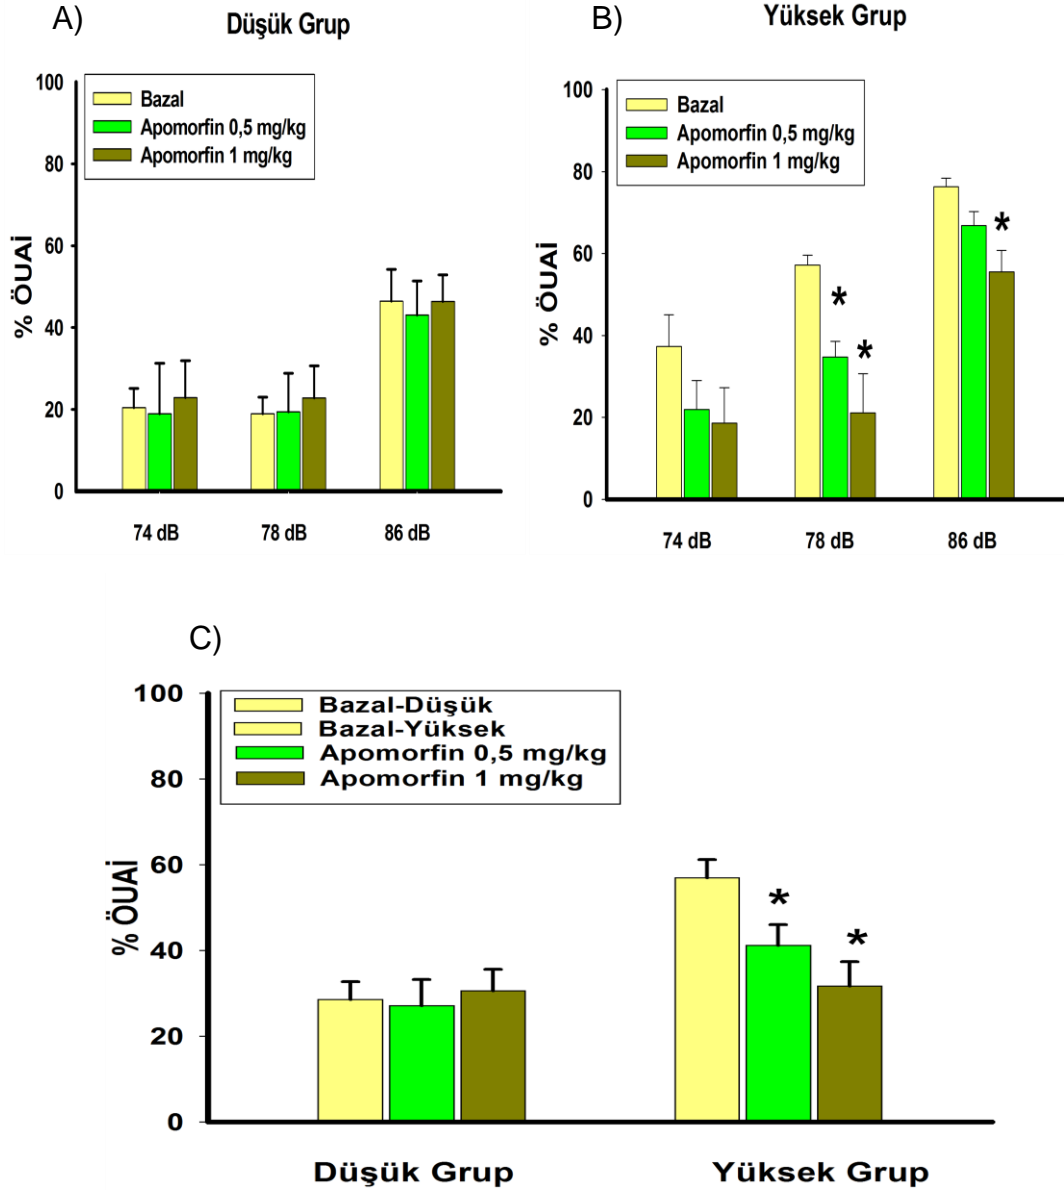 A)
Düşük Grup
Bazal
Apomorfin 0,5 mg/kg
Apomorfin 1 mg/kg
% ÖUAİ
100
80
60
40
20
0
74 dB 78 dB 86 dB
B)
Yüksek Grup
Bazal
Apomorfin 0,5 mg/kg
Apomorfin 1 mg/kg
% ÖUAİ
100
80
60
40
20
0
*
*
*
74 dB 78 dB 86 dB
C)
Bazal-Düşük
Bazal-Yüksek
Apomorfin 0,5 mg/kg
Apomorfin 1 mg/kg
% ÖUAİ
100
80
60
40
20
0
*
*
Düşük Grup Yüksek Grup